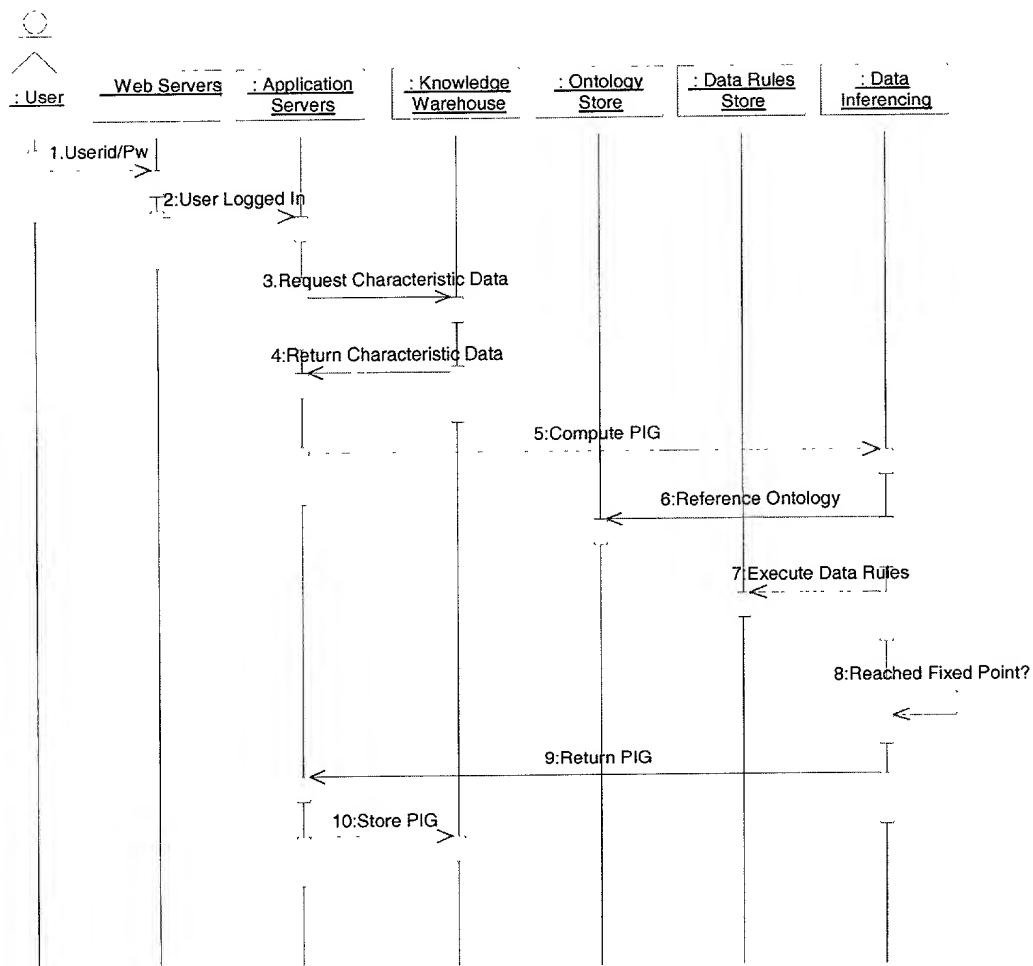 : User
Web Servers
: Application
Servers
: Knowledge
Warehouse
: Ontology
Store
: Data Rules
Store
: Data
Inferencing
1.Userid/Pw
2:User Logged In
3.Request Characteristic Data
4:Return Characteristic Data
5:Compute PIG
6:Reference Ontology
7:Execute Data Rules
8:Reached Fixed Point?
9:Return PIG
10:Store PIG